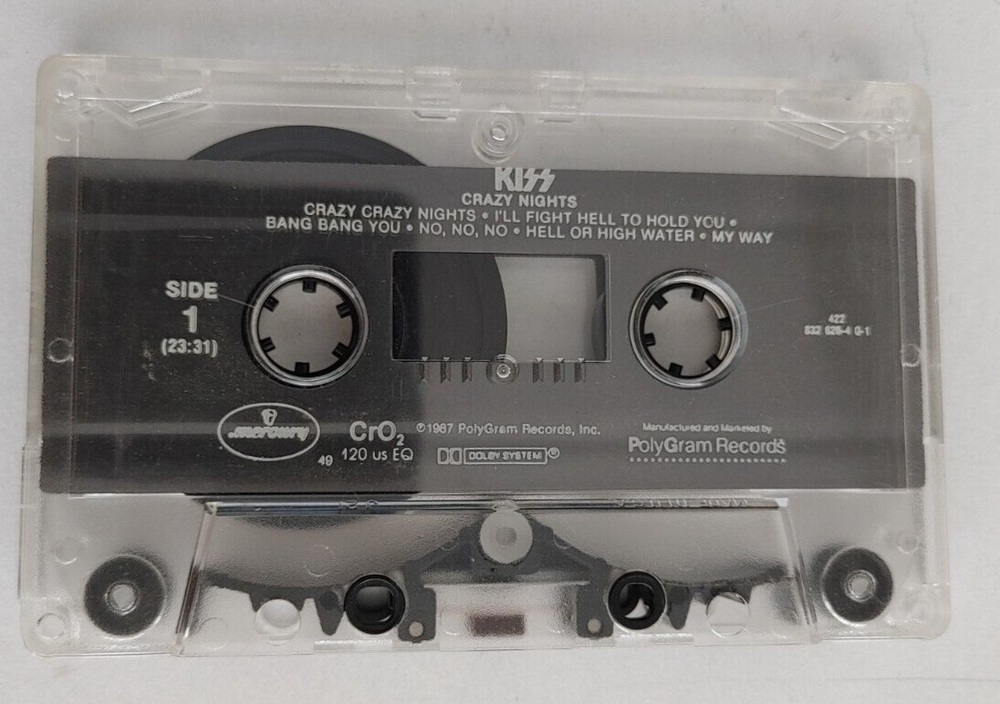 KISS
CRAZY NIGHTS
CRAZY CRAZY NIGHTS • I'LL FIGHT HELL TO HOLD YOU •
BANG BANG YOU • NO, NO, NO • HELL OR HIGH WATER • MY WAY
SIDE
1
(23:31)
422
832 626-4 Q-1
mercury
49
CrO2
120 us EQ
©1987 PolyGram Records, Inc.
DOLBY SYSTEM®
Manufactured and Marketed by
PolyGram Records